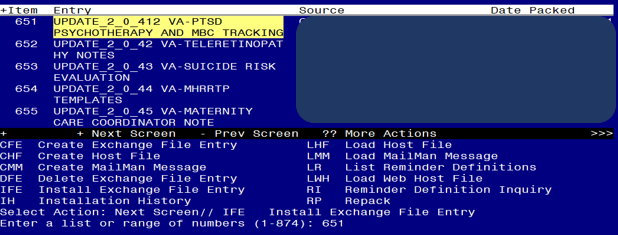 +Item  Entry                        Source                    Date Packed
651  UPDATE_2_0_412 VA-PTSD
PSYCHOTHERAPY AND MBC TRACKING
652  UPDATE_2_0_42 VA-TELERETINOPAT
HY NOTES
653  UPDATE_2_0_43 VA-SUICIDE RISK
EVALUATION
654  UPDATE_2_0_44 VA-MHRRTP
TEMPLATES
655  UPDATE_2_0_45 VA-MATERNITY
CARE COORDINATOR NOTE
+         + Next Screen   - Prev Screen   ?? More Actions                  >>>
CFE  Create Exchange File Entry          LHF  Load Host File
CHF  Create Host File                    LMM  Load MailMan Message
CMM  Create MailMan Message              LR   List Reminder Definitions
DFE  Delete Exchange File Entry          LWH  Load Web Host File
IFE  Install Exchange File Entry         RI   Reminder Definition Inquiry
IH   Installation History                RP   Repack
Select Action: Next Screen// IFE   Install Exchange File Entry
Enter a list or range of numbers (1-874): 651